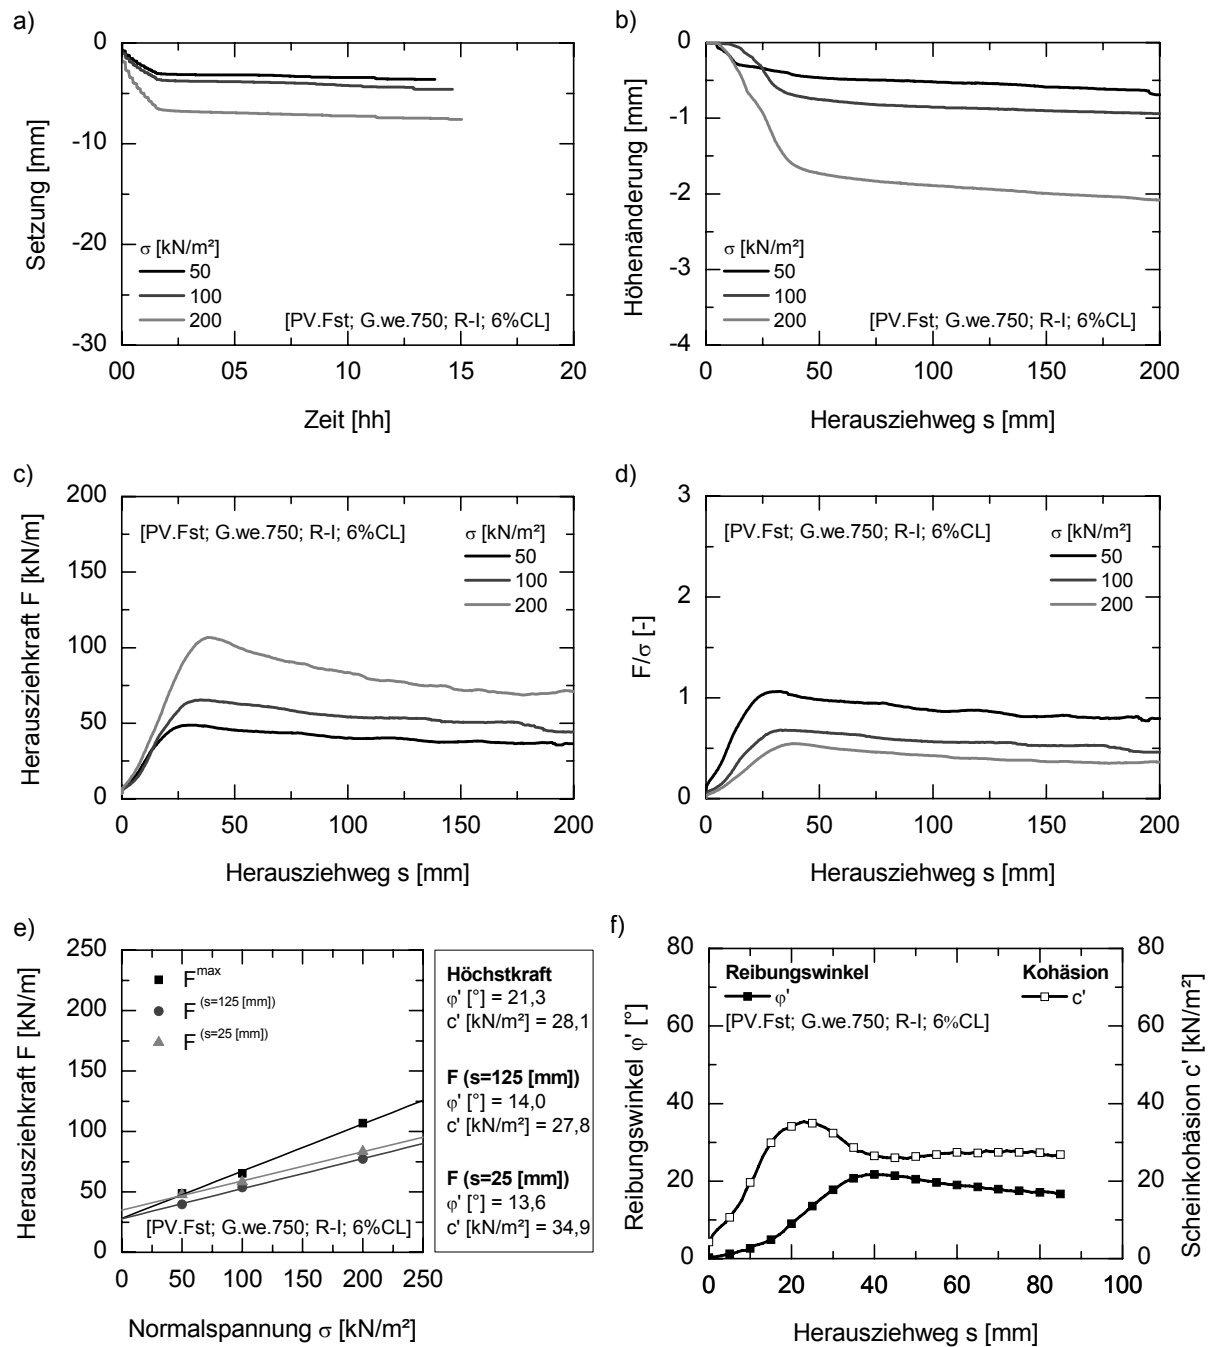 a)
0
-10
-20
-30
Setzung [mm]
σ [kN/m²]
50
100
200
[PV.Fst; G.we.750; R-I; 6%CL]
00 05 10 15 20
Zeit [hh]
b)
0
-1
-2
-3
-4
Höhenänderung [mm]
σ [kN/m²]
50
100
200
[PV.Fst; G.we.750; R-I; 6%CL]
0 50 100 150 200
Herausziehweg s [mm]
c)
200
150
100
50
0
Herausziehkraft F [kN/m]
[PV.Fst; G.we.750; R-I; 6%CL]
σ [kN/m²]
50
100
200
0 50 100 150 200
Herausziehweg s [mm]
d)
3
2
1
0
F/σ [-]
[PV.Fst; G.we.750; R-I; 6%CL]
σ [kN/m²]
50
100
200
0 50 100 150 200
Herausziehweg s [mm]
e)
250
200
150
100
50
0
Herausziehkraft F [kN/m]
F max
F (s=125 [mm])
F (s=25 [mm])
[PV.Fst; G.we.750; R-I; 6%CL]
0 50 100 150 200 250
Normalspannung σ [kN/m²]
Höchstkraft
φ' [°] = 21,3
c' [kN/m²] = 28,1
F (s=125 [mm])
φ' [°] = 14,0
c' [kN/m²] = 27,8
F (s=25 [mm])
φ' [°] = 13,6
c' [kN/m²] = 34,9
f)
80
60
40
20
0
Reibungswinkel φ' [°]
Reibungswinkel
φ'
Kohäsion
c'
[PV.Fst; G.we.750; R-I; 6%CL]
80
60
40
20
0
Scheinkohäsion c' [kN/m²]
0 20 40 60 80 100
Herausziehweg s [mm]